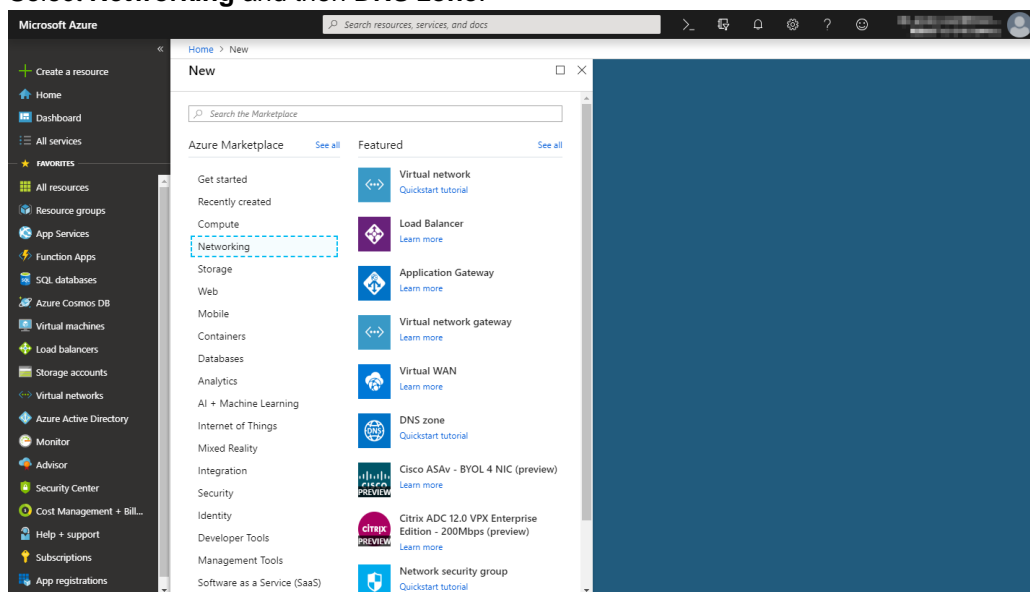 Select Networking and then DNS zone.
Microsoft Azure
Search resources, services, and docs
Home > New
New
Create a resource
Home
Dashboard
All services
FAVORITES
All resources
Resource groups
App Services
Function Apps
SQL databases
Azure Cosmos DB
Virtual machines
Load balancers
Storage accounts
Virtual networks
Azure Active Directory
Monitor
Advisor
Security Center
Cost Management + Bill...
Help + support
Subscriptions
App registrations
Search the Marketplace
Azure Marketplace
See all
Get started
Recently created
Compute
Networking
Storage
Web
Mobile
Containers
Databases
Analytics
AI + Machine Learning
Internet of Things
Mixed Reality
Integration
Security
Identity
Developer Tools
Management Tools
Software as a Service (SaaS)
Featured
See all
Virtual network
Quickstart tutorial
Load Balancer
Learn more
Application Gateway
Learn more
Virtual network gateway
Learn more
Virtual WAN
Learn more
DNS
DNS zone
Quickstart tutorial
CISCO
PREVIEW
Cisco ASAv - BYOL 4 NIC (preview)
Learn more
CİTRİX
PREVIEW
Citrix ADC 12.0 VPX Enterprise
Edition - 200Mbps (preview)
Learn more
Network security group
Quickstart tutorial